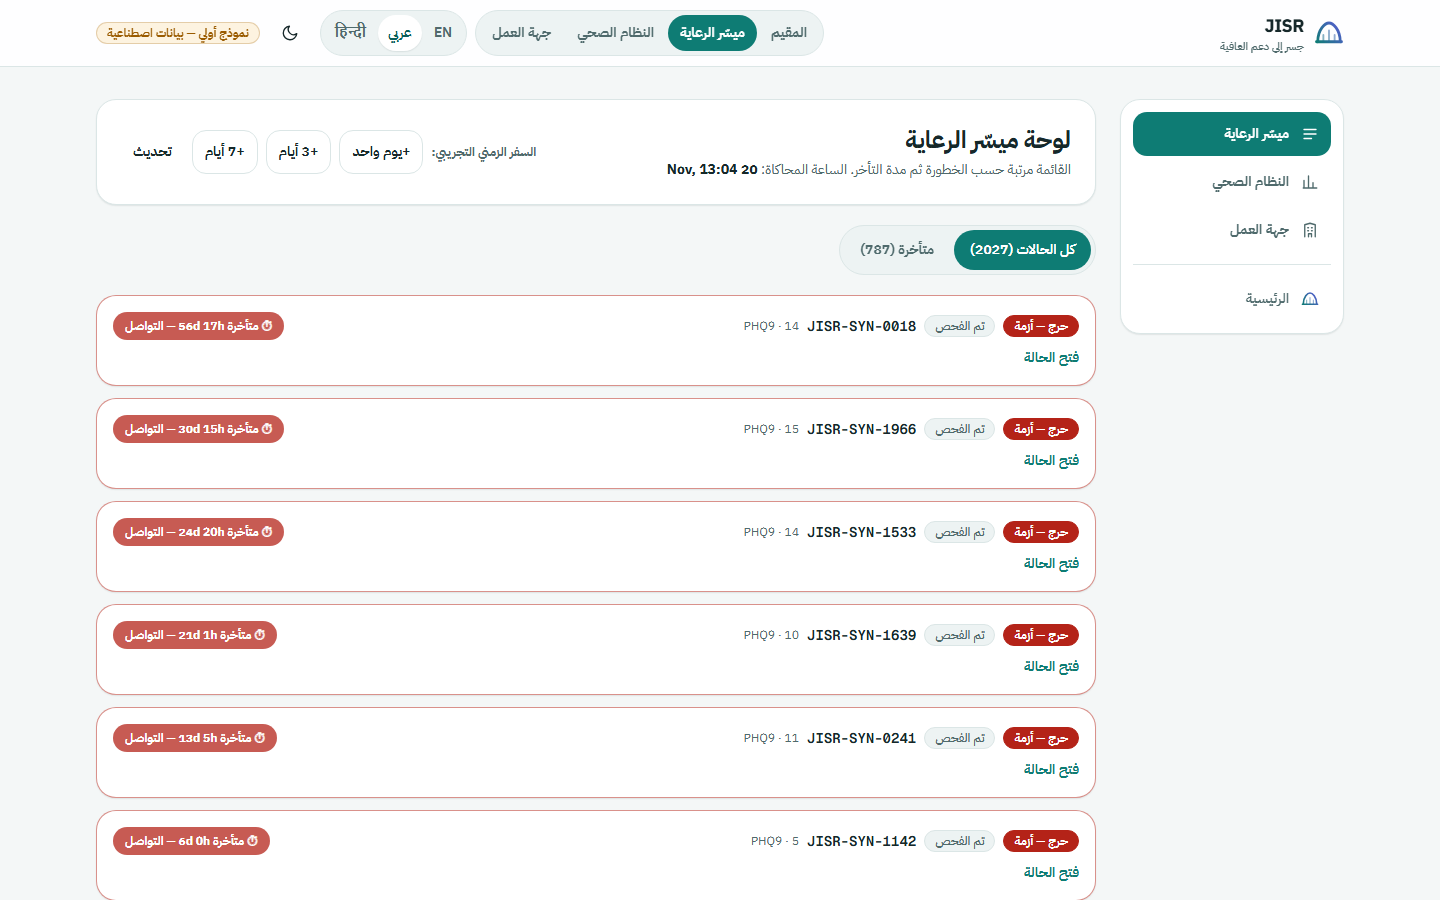 JISR
جسر إلى دعم العافية
المقيم
ميسّر الرعاية
النظام الصحي
جهة العمل
EN
عربي
हिन्दी
نموذج أولي — بيانات اصطناعية
ميسّر الرعاية
النظام الصحي
جهة العمل
الرئيسية
لوحة ميسّر الرعاية
القائمة مرتبة حسب الخطورة ثم مدة التأخر. الساعة المحاكاة: 20 Nov, 13:04
السفر الزمني التجريبي:
+يوم واحد
+3 أيام
+7 أيام
تحديث
كل الحالات (2027)
متأخرة (787)
حرج — أزمة تم الفحص JISR-SYN-0018 PHQ9 · 14 متأخرة 56d 17h — التواصل
فتح الحالة
حرج — أزمة تم الفحص JISR-SYN-1966 PHQ9 · 15 متأخرة 30d 15h — التواصل
فتح الحالة
حرج — أزمة تم الفحص JISR-SYN-1533 PHQ9 · 14 متأخرة 24d 20h — التواصل
فتح الحالة
حرج — أزمة تم الفحص JISR-SYN-1639 PHQ9 · 10 متأخرة 21d 1h — التواصل
فتح الحالة
حرج — أزمة تم الفحص JISR-SYN-0241 PHQ9 · 11 متأخرة 13d 5h — التواصل
فتح الحالة
حرج — أزمة تم الفحص JISR-SYN-1142 PHQ9 · 5 متأخرة 6d 0h — التواصل
فتح الحالة